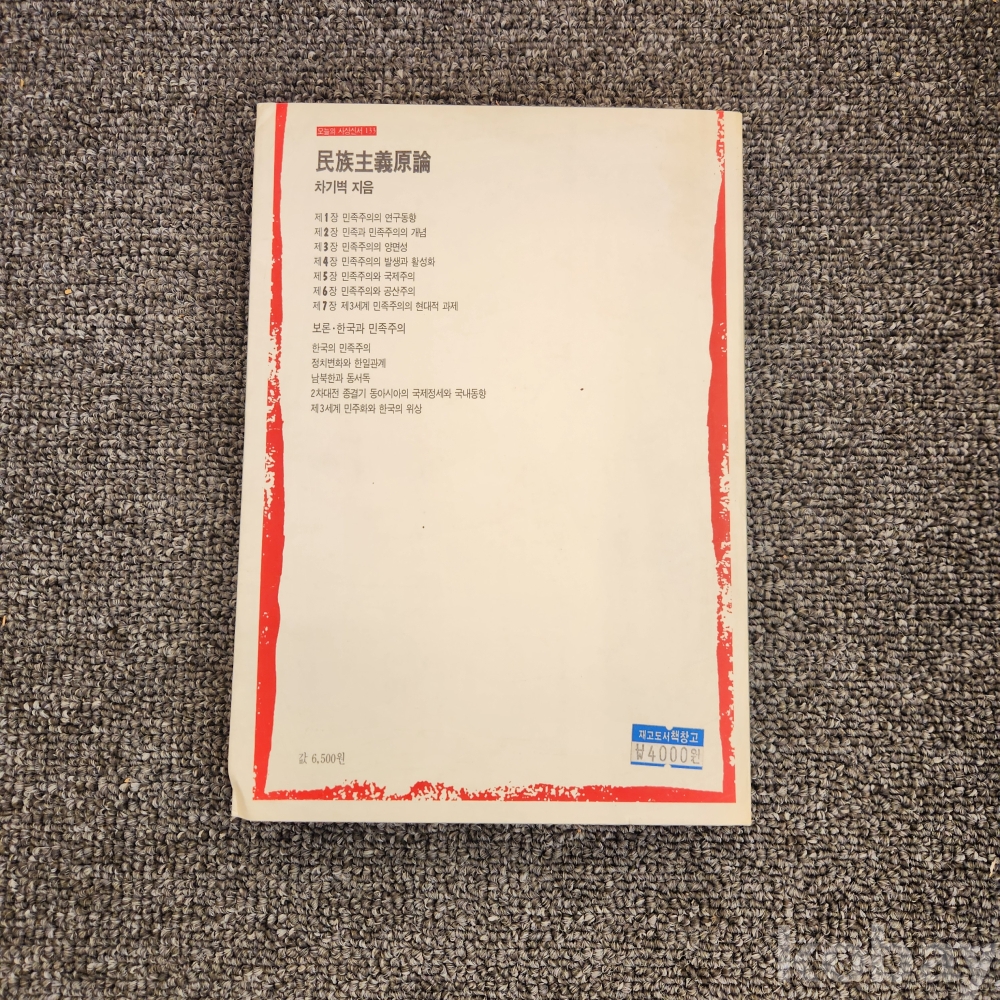 오늘의 사상신서 133
民族主義原論
차기벽 지음
제1장 민족주의의 연구동향
제2장 민족과 민족주의의 개념
제3장 민족주의의 양면성
제4장 민족주의의 발생과 활성화
제5장 민족주의와 국제주의
제6장 민족주의와 공산주의
제7장 제3세계 민족주의의 현대적 과제
보론·한국과 민족주의
한국의 민족주의
정치변화와 한일관계
남북한과 동서독
2차대전 종결기 동아시아의 국제정세와 국내동향
제3세계 민주화와 한국의 위상
값 6,500원
재고도서책창고
₩4000원
kobay